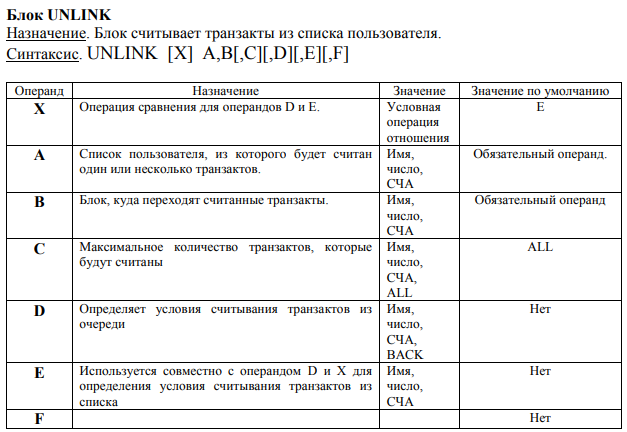 Блок UNLINK
Назначение. Блок считывает транзакты из списка пользователя.
Синтаксис. UNLINK [X] A,B[,C][,D][,E][,F]
Операнд Назначение Значение Значение по умолчанию
X Операция сравнения для операндов D и E. Условная E
операция
отношения
A Список пользователя, из которого будет считан Имя, Обязательный операнд.
один или несколько транзактов. число,
СЧА
B Блок, куда переходят считанные транзакты. Имя, Обязательный операнд
число,
СЧА
C Максимальное количество транзактов, которые Имя, ALL
будут считаны число,
СЧА,
ALL
D Определяет условия считывания транзактов из Имя, Нет
очереди число,
СЧА,
BACK
E Используется совместно с операндом D и X для Имя, Нет
определения условия считывания транзактов из число,
списка СЧА
F Нет